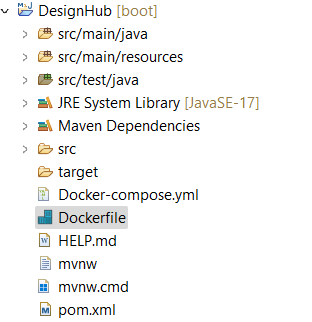 DesignHub [boot]
src/main/java
src/main/resources
src/test/java
JRE System Library [JavaSE-17]
Maven Dependencies
src
target
Docker-compose.yml
Dockerfile
HELP.md
mvnw
mvnw.cmd
pom.xml